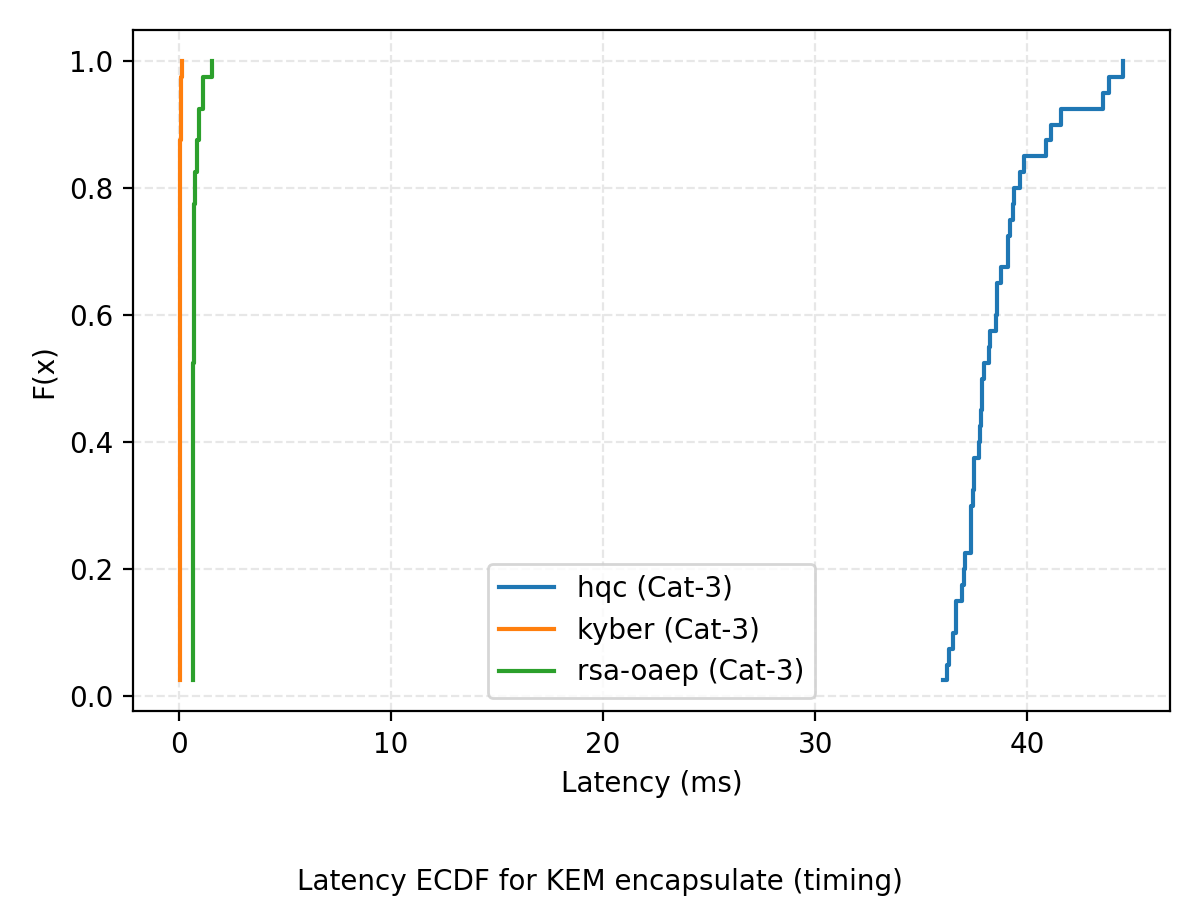 1.0
0.8
0.6
0.4
0.2
0.0
F(x)
hqc (Cat-3)
kyber (Cat-3)
rsa-oaep (Cat-3)
0 10 20 30 40
Latency (ms)
Latency ECDF for KEM encapsulate (timing)